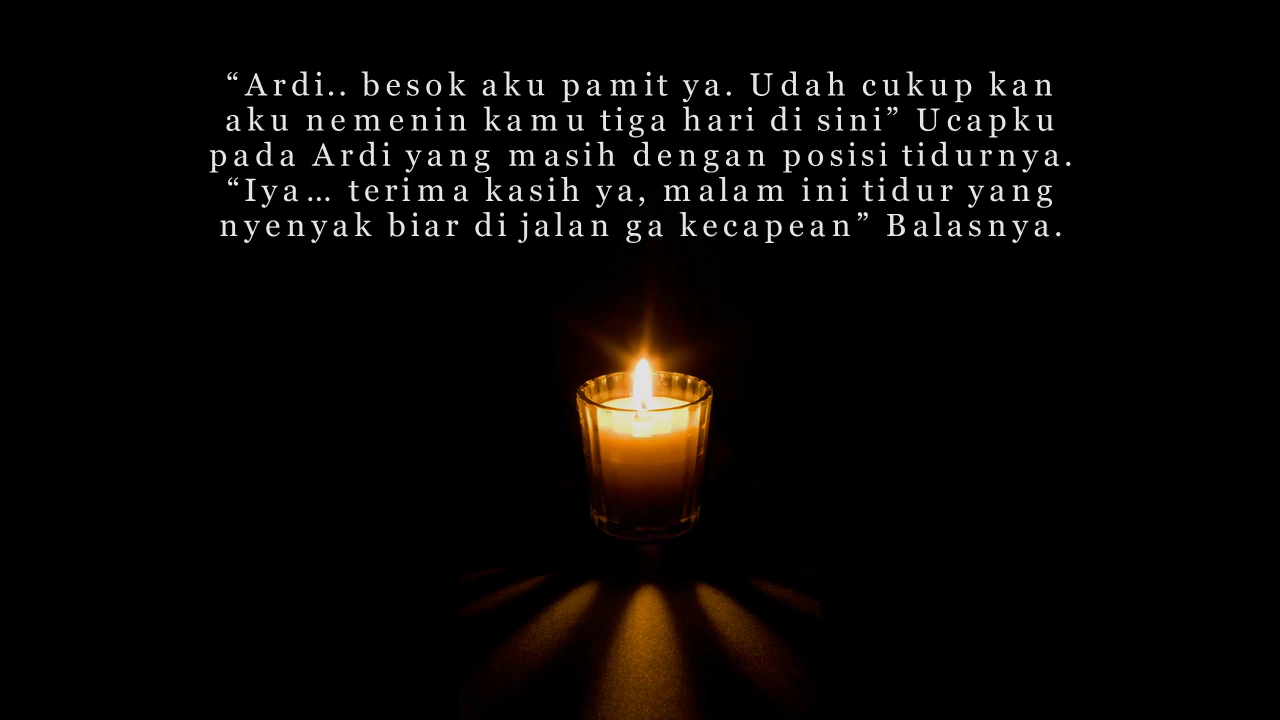 “Ardi.. besok aku pamit ya. Udah cukup kan
aku nemenin kamu tiga hari di sini” Ucapku
pada Ardi yang masih dengan posisi tidurnya.
“Iya... terima kasih ya, malam ini tidur yang
nyenyak biar di jalan ga kecapean” Balasnya.